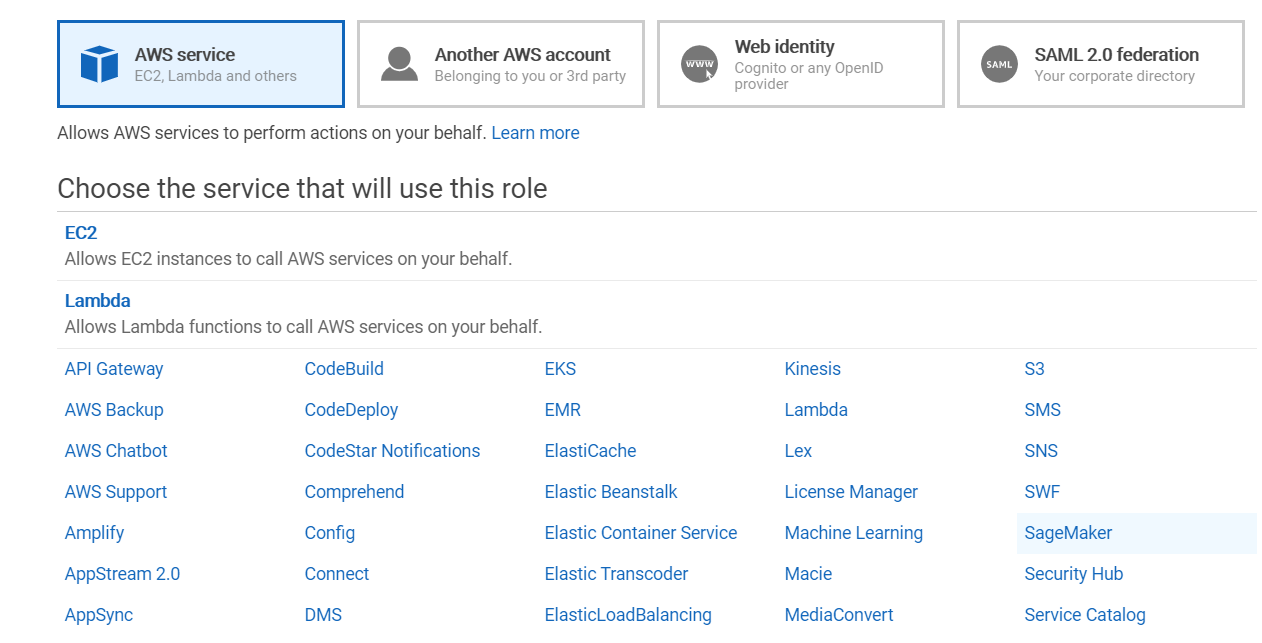 AWS service
EC2, Lambda and others
Another AWS account
Belonging to you or 3rd party
WWW
Web identity
Cognito or any OpenID
provider
SAML
SAML 2.0 federation
Your corporate directory
Allows AWS services to perform actions on your behalf. Learn more
Choose the service that will use this role
EC2
Allows EC2 instances to call AWS services on your behalf.
Lambda
Allows Lambda functions to call AWS services on your behalf.
API Gateway CodeBuild EKS Kinesis S3
AWS Backup CodeDeploy EMR Lambda SMS
AWS Chatbot CodeStar Notifications ElastiCache Lex SNS
AWS Support Comprehend Elastic Beanstalk License Manager SWF
Amplify Config Elastic Container Service Machine Learning SageMaker
AppStream 2.0 Connect Elastic Transcoder Macie Security Hub
AppSync DMS ElasticLoadBalancing MediaConvert Service Catalog